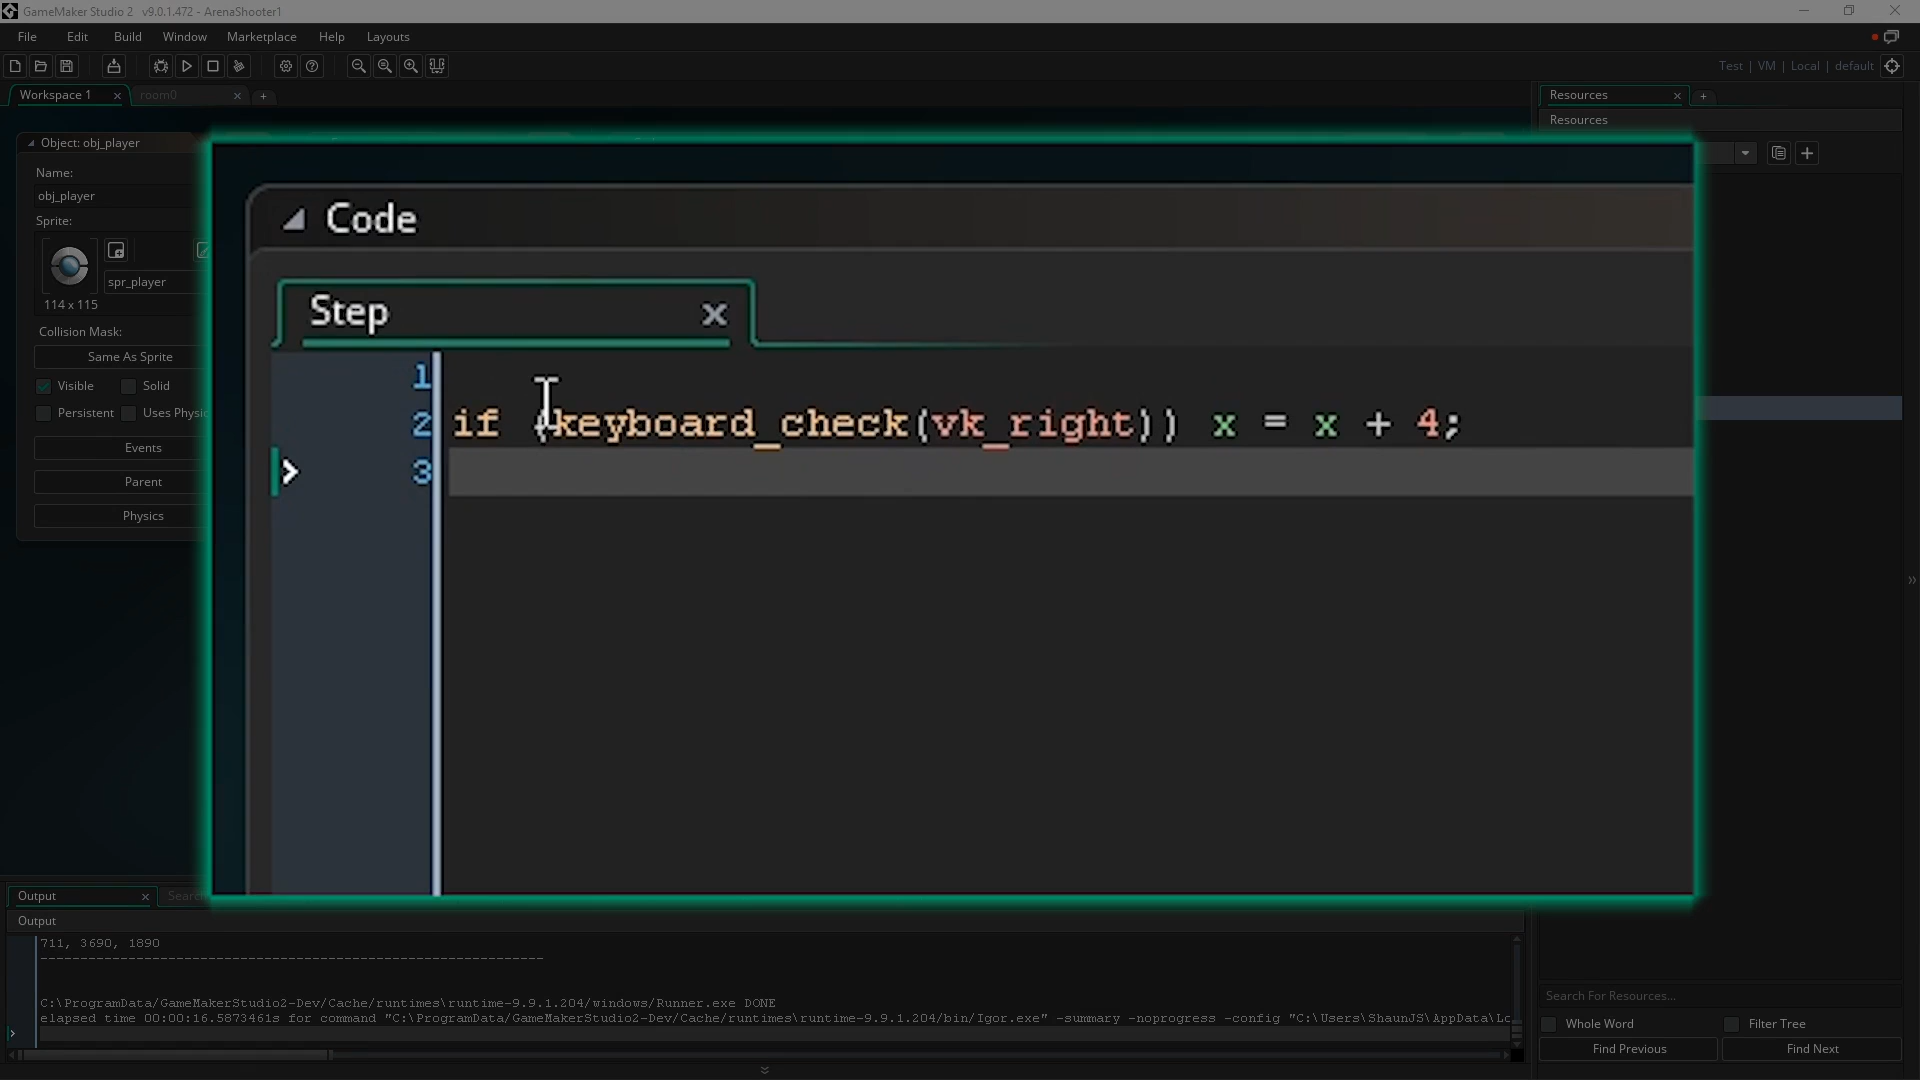 GameMaker Studio 2 v9.0.1.472 - ArenaShooter1
File Edit Build Window Marketplace Help Layouts
Test | VM | Local | default
Workspace 1 room0
Resources
Resources
Object: obj_player
Name:
obj_player
Sprite:
spr_player
114 x 115
Collision Mask:
Same As Sprite
Visible Solid
Persistent
Events
Parent
Physics
Code
Step
1
2 if (keyboard_check(vk_right)) x = x + 4;
3
Output
Output
711, 3690, 1890
C:\ProgramData/GameMakerStudio2-Dev/Cache/runtimes\runtime-9.9.1.204/windows/Runner.exe DONE
elapsed time 00:00:16.5873461s for command "C:\ProgramData/GameMakerStudio2-Dev/Cache/runtimes\runtime-9.9.1.204/bin/Igor.exe" -summary -noprogress -config "C:\Users\ShaunJS\AppData\Lo
Search For Resources...
Whole Word Filter Tree
Find Previous Find Next